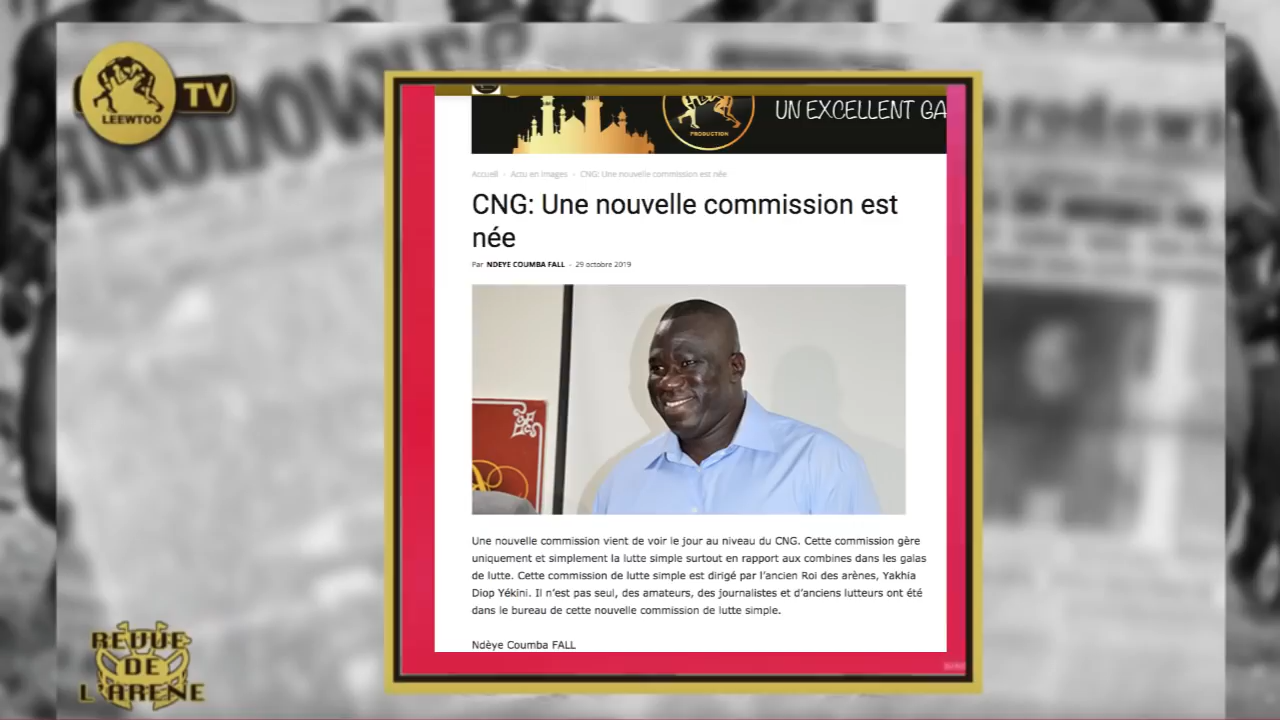 LEEWTOO
TV
PRODUCTION
UN EXCELLENT GA
Accueil › Actu en images › CNG: Une nouvelle commission est née
CNG: Une nouvelle commission est
née
Par NDEYE COUMBA FALL - 29 octobre 2019
Une nouvelle commission vient de voir le jour au niveau du CNG. Cette commission gère
uniquement et simplement la lutte simple surtout en rapport aux combines dans les galas
de lutte. Cette commission de lutte simple est dirigé par l'ancien Roi des arènes, Yakhia
Diop Yékini. Il n'est pas seul, des amateurs, des journalistes et d'anciens lutteurs ont été
dans le bureau de cette nouvelle commission de lutte simple.
Ndèye Coumba FALL
REVUE
DE
L'ARENE